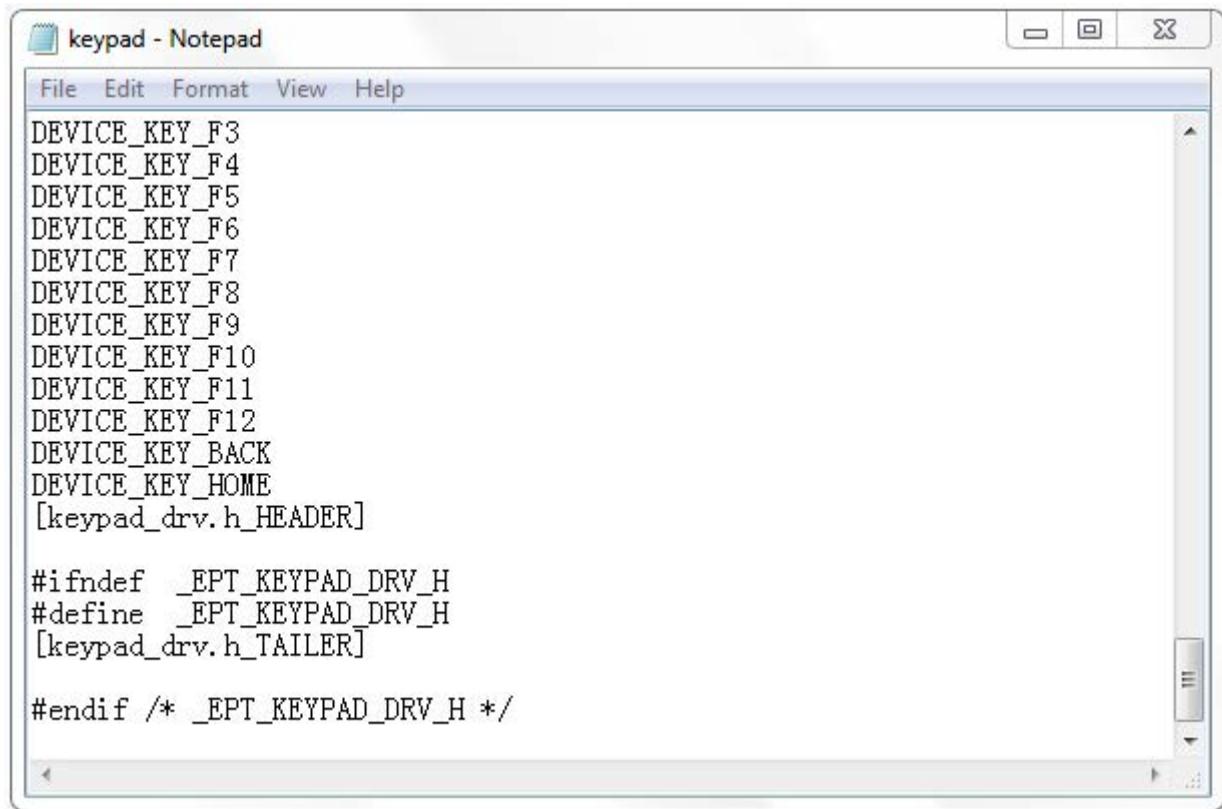 keypad - Notepad
File Edit Format View Help
DEVICE_KEY_F3
DEVICE_KEY_F4
DEVICE_KEY_F5
DEVICE_KEY_F6
DEVICE_KEY_F7
DEVICE_KEY_F8
DEVICE_KEY_F9
DEVICE_KEY_F10
DEVICE_KEY_F11
DEVICE_KEY_F12
DEVICE_KEY_BACK
DEVICE_KEY_HOME
[keypad_drv.h_HEADER]
#ifndef _EPT_KEYPAD_DRV_H
#define _EPT_KEYPAD_DRV_H
[keypad_drv.h_TAILER]
#endif /* _EPT_KEYPAD_DRV_H */